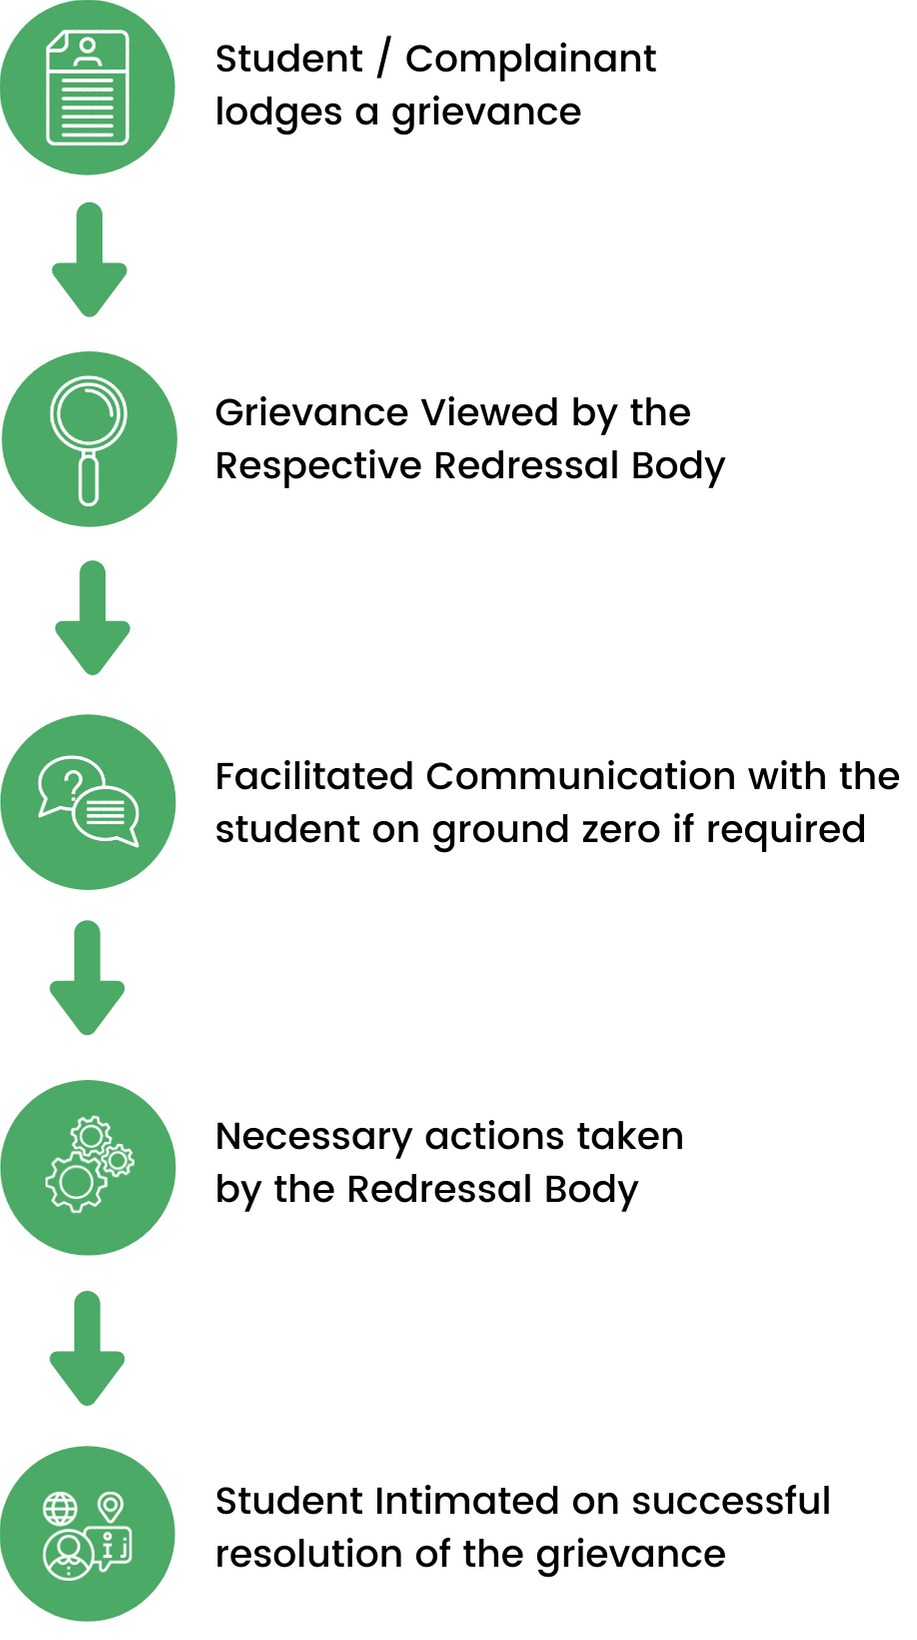 Student / Complainant
lodges a grievance
Grievance Viewed by the
Respective Redressal Body
?
Facilitated Communication with the
student on ground zero if required
Necessary actions taken
by the Redressal Body
i j
Student Intimated on successful
resolution of the grievance